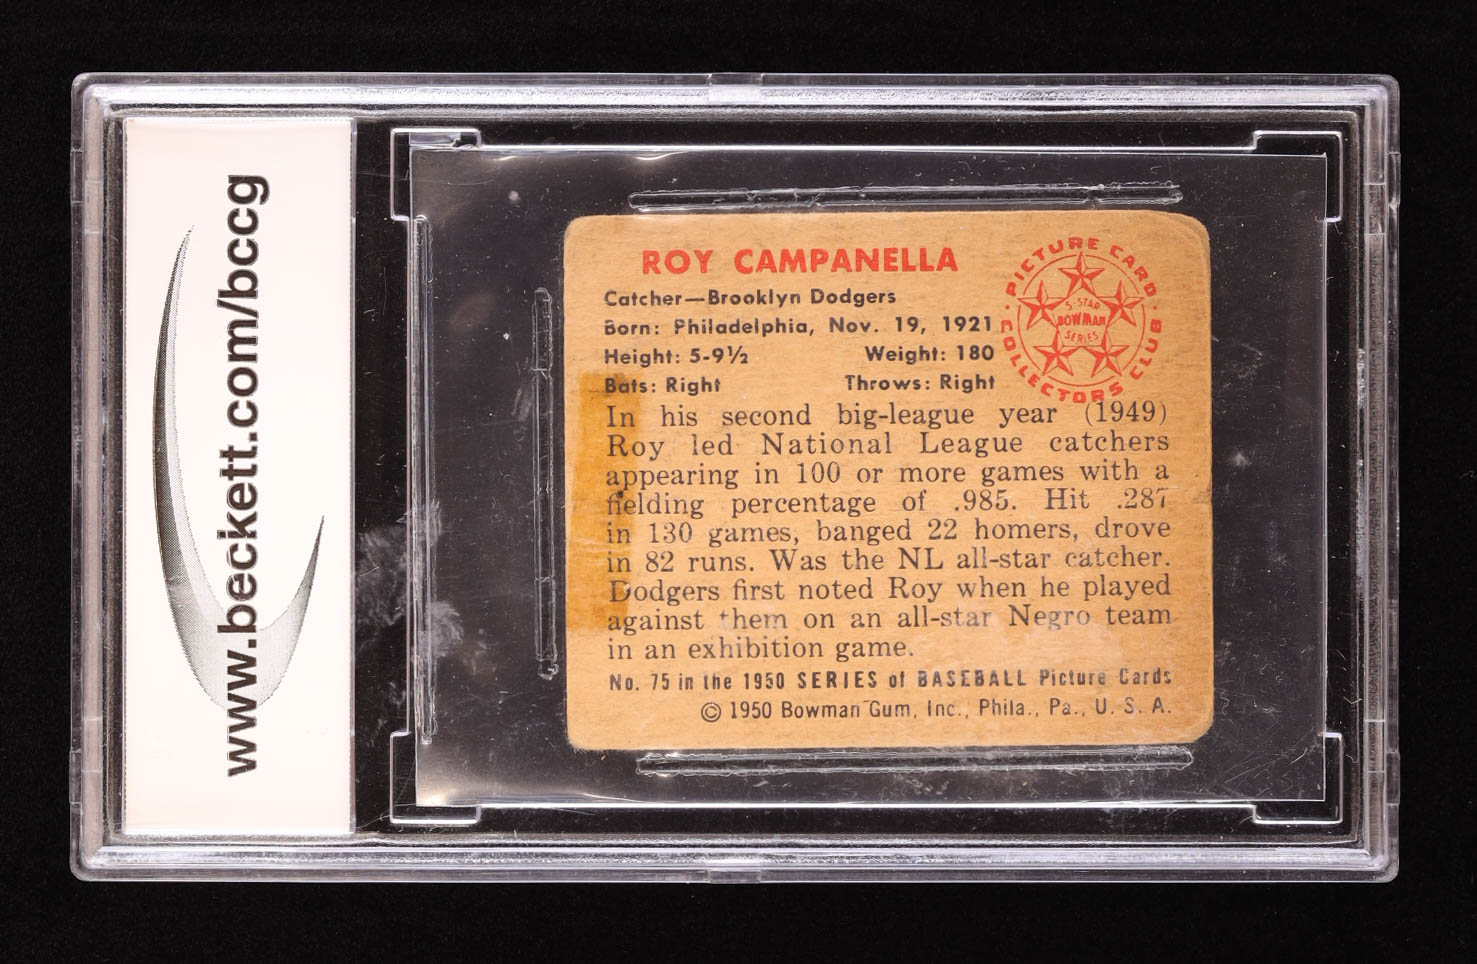 www.beckett.com/bccg
ROY CAMPANELLA
Catcher—Brooklyn Dodgers
Born: Philadelphia, Nov. 19, 1921
Height: 5-9½ Weight: 180
Bats: Right Throws: Right
PICTURE CARD COLLECTORS CLUB
5-STAR
BOWMAN
SERIES
In his second big-league year (1949)
Roy led National League catchers
appearing in 100 or more games with a
fielding percentage of .985. Hit .287
in 130 games, banged 22 homers, drove
in 82 runs. Was the NL all-star catcher.
Dodgers first noted Roy when he played
against them on an all-star Negro team
in an exhibition game.
No. 75 in the 1950 SERIES of BASEBALL Picture Cards
© 1950 Bowman Gum, Inc., Phila., Pa., U. S. A.